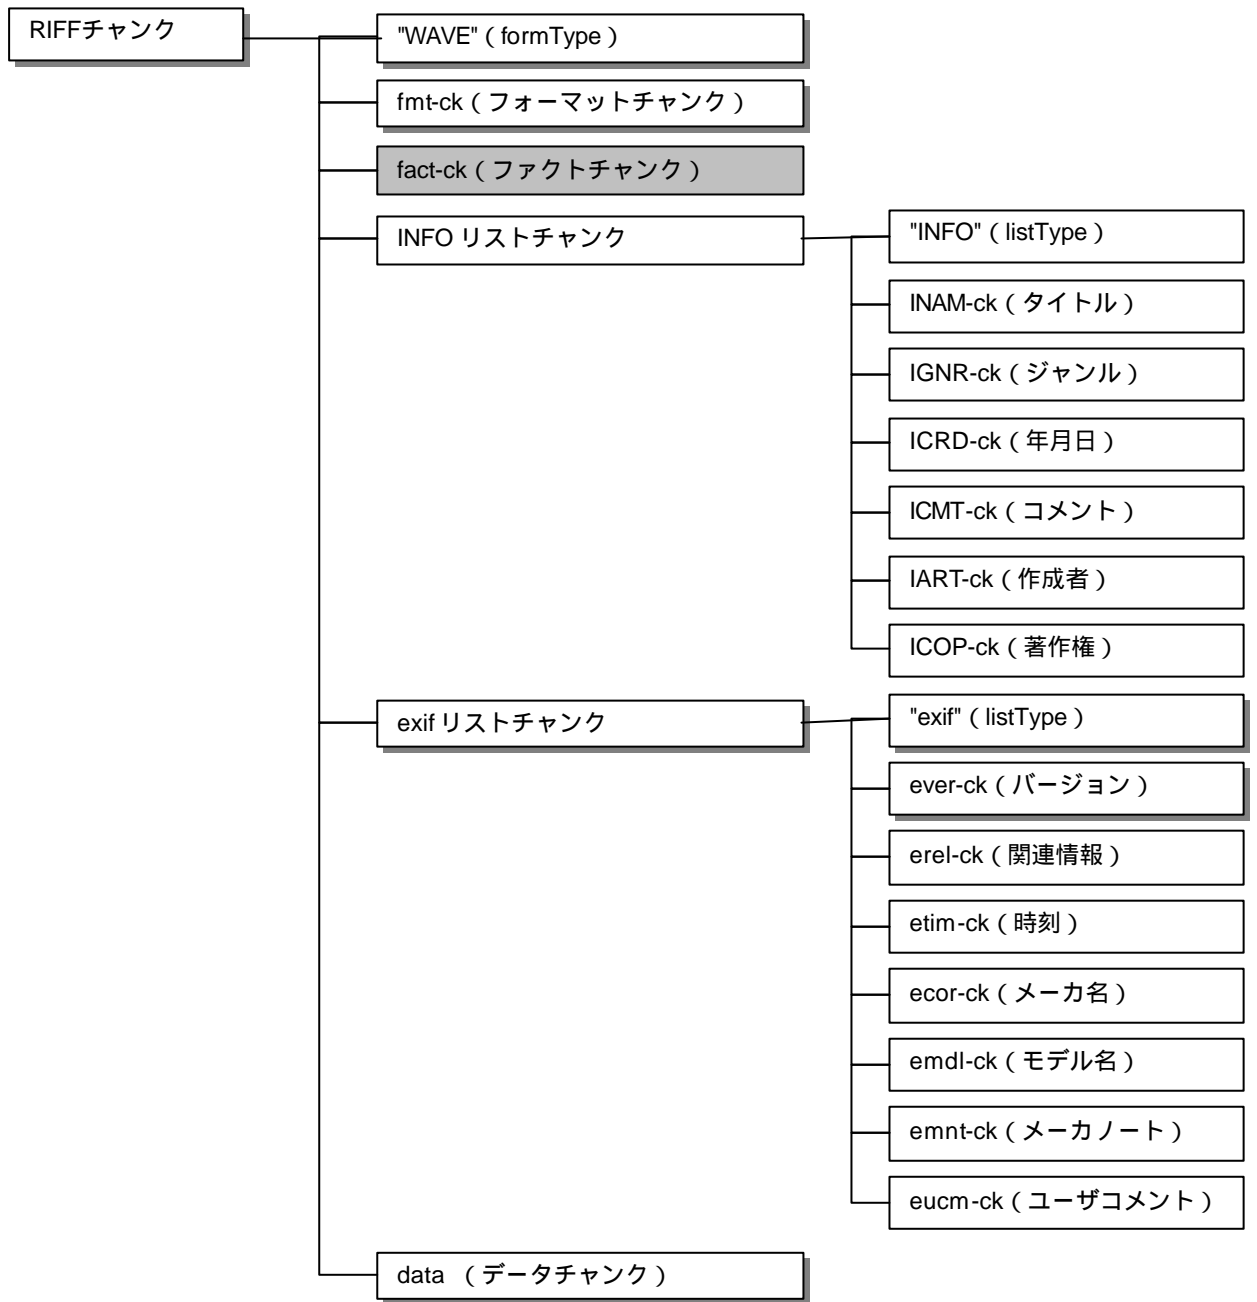 RIFFチャンク
"WAVE"（formType）
fmt-ck（フォーマットチャンク）
fact-ck（ファクトチャンク）
INFO リストチャンク
"INFO"（listType）
INAM-ck（タイトル）
IGNR-ck（ジャンル）
ICRD-ck（年月日）
ICMT-ck（コメント）
IART-ck（作成者）
ICOP-ck（著作権）
exif リストチャンク
"exif"（listType）
ever-ck（バージョン）
erel-ck（関連情報）
etim-ck（時刻）
ecor-ck（メーカ名）
emdl-ck（モデル名）
emnt-ck（メーカノート）
eucm-ck（ユーザコメント）
data （データチャンク）